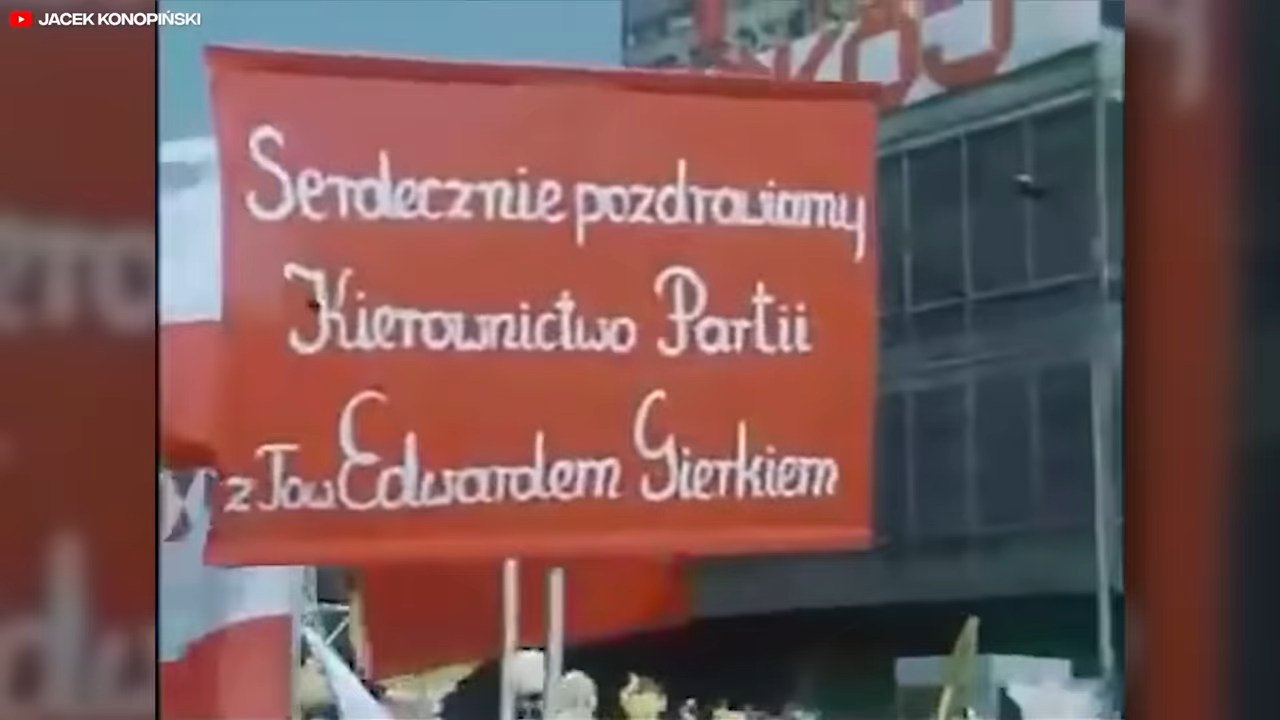 JACEK KONOPIŃSKI
Serdecznie pozdrawiamy
Kierownictwo Partii
z Tow Edwardem Gierkiem